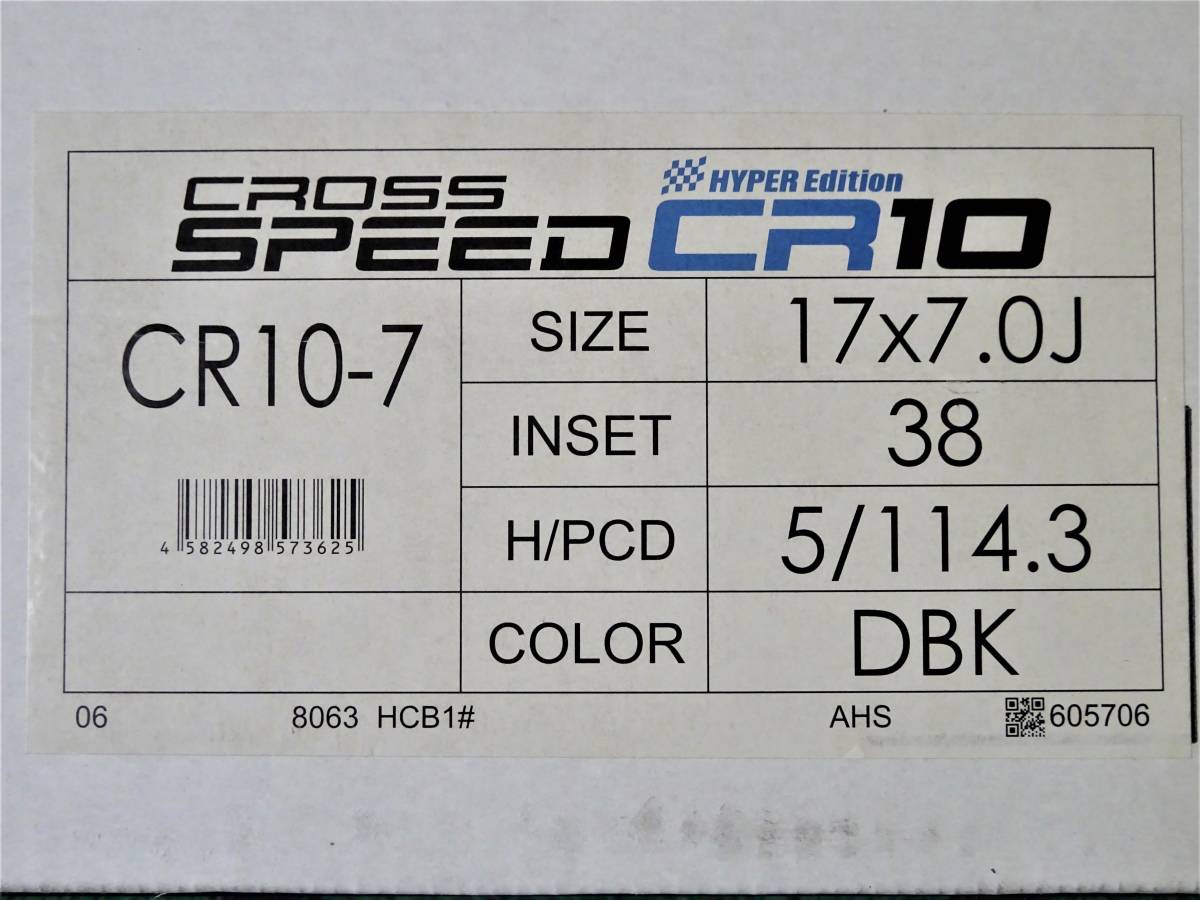 CROSS
HYPER Edition
SPEED CR10
CR10-7
4 582498 573625
SIZE 17x7.0J
INSET 38
H/PCD 5/114.3
COLOR DBK
06 8063 HCB1# AHS 605706